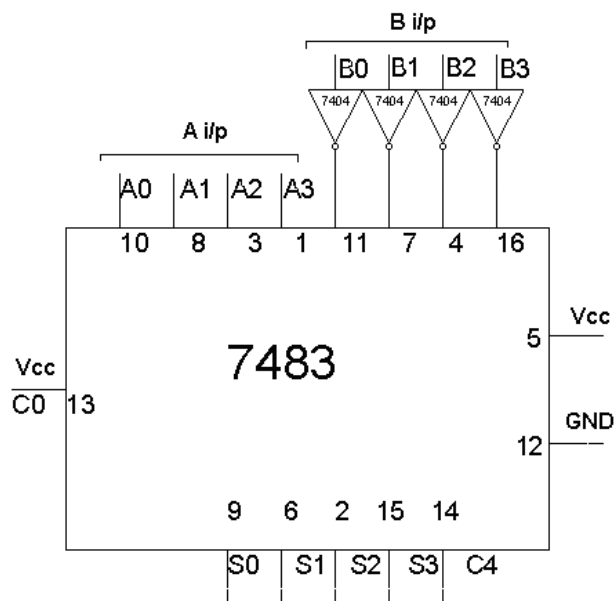 B i/p
B0 B1 B2 B3
7404 7404 7404 7404
A i/p
A0 A1 A2 A3
10 8 3 1 11 7 4 16
7483
5 Vcc
Vcc
C0 13
GND
12
9 6 2 15 14
S0 S1 S2 S3 C4